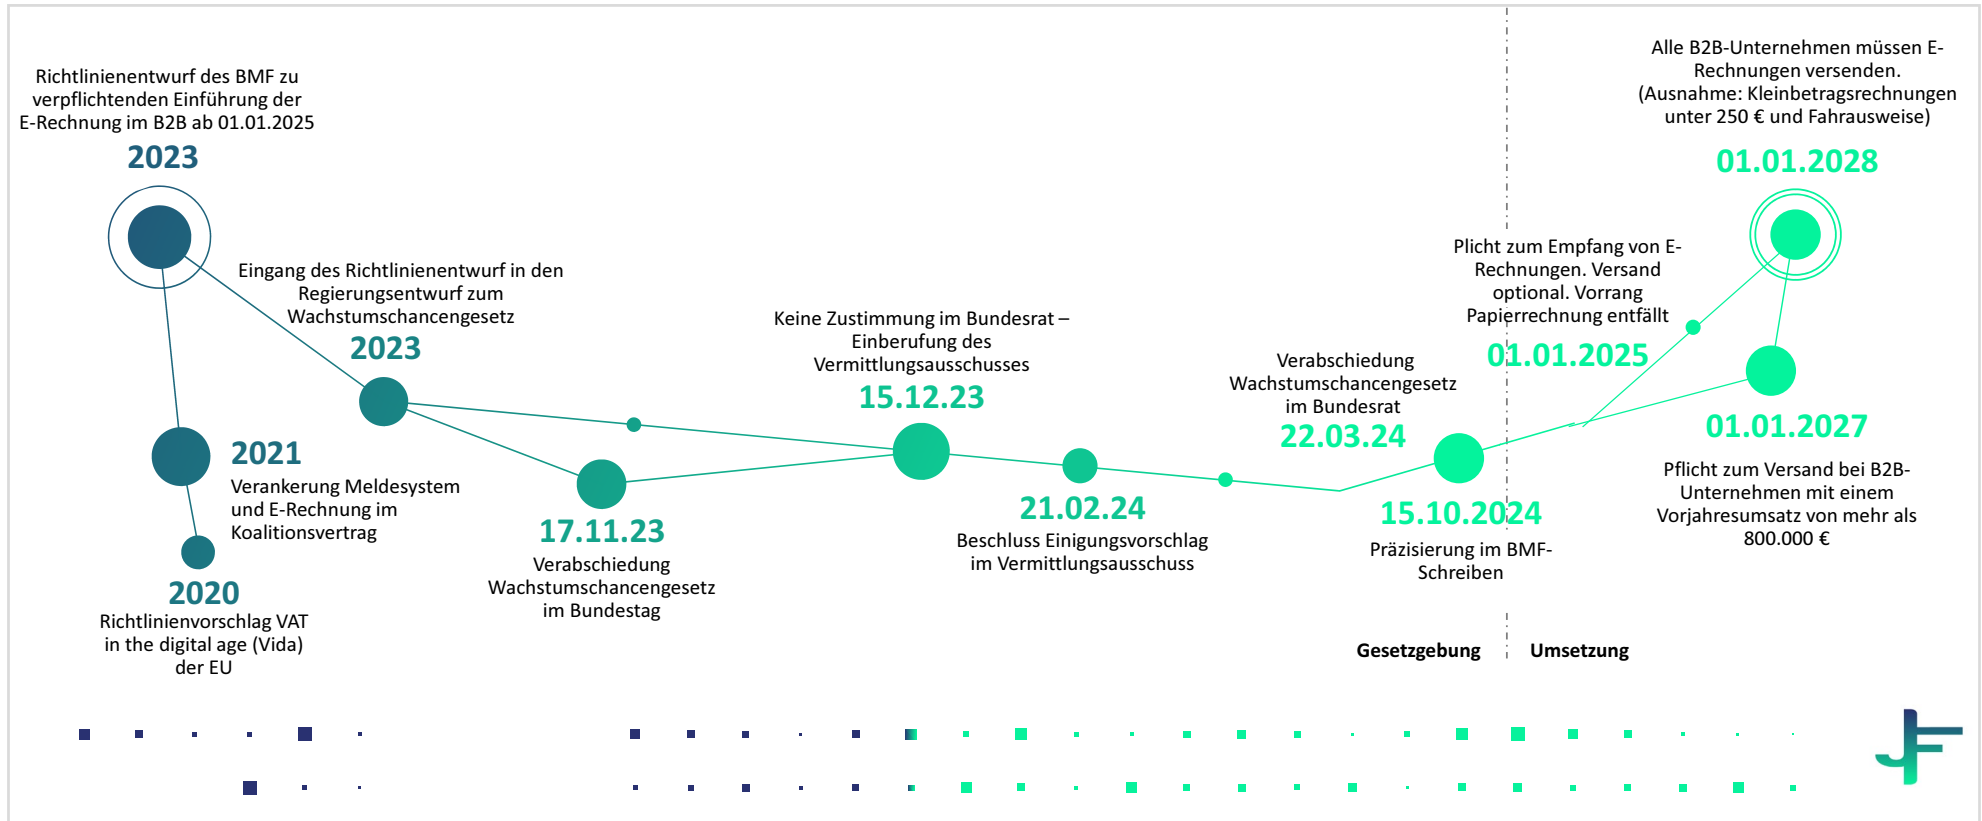 Richtlinienentwurf des BMF zu
verpflichtenden Einführung der
E-Rechnung im B2B ab 01.01.2025
2023
2021
Verankerung Meldesystem
und E-Rechnung im
Koalitionsvertrag
2020
Richtlinienvorschlag VAT
in the digital age (Vida)
der EU
Eingang des Richtlinienentwurf in den
Regierungsentwurf zum
Wachstumschancengesetz
2023
17.11.23
Verabschiedung
Wachstumschancengesetz
im Bundestag
Keine Zustimmung im Bundesrat –
Einberufung des
Vermittlungsausschusses
15.12.23
21.02.24
Beschluss Einigungsvorschlag
im Vermittlungsausschuss
Verabschiedung
Wachstumschancengesetz
im Bundesrat
22.03.24
15.10.2024
Präzisierung im BMF-
Schreiben
Plicht zum Empfang von E-
Rechnungen. Versand
optional. Vorrang
Papierrechnung entfällt
01.01.2025
Alle B2B-Unternehmen müssen E-
Rechnungen versenden.
(Ausnahme: Kleinbetragsrechnungen
unter 250 € und Fahrausweise)
01.01.2028
01.01.2027
Pflicht zum Versand bei B2B-
Unternehmen mit einem
Vorjahresumsatz von mehr als
800.000 €
Gesetzgebung
Umsetzung
JF